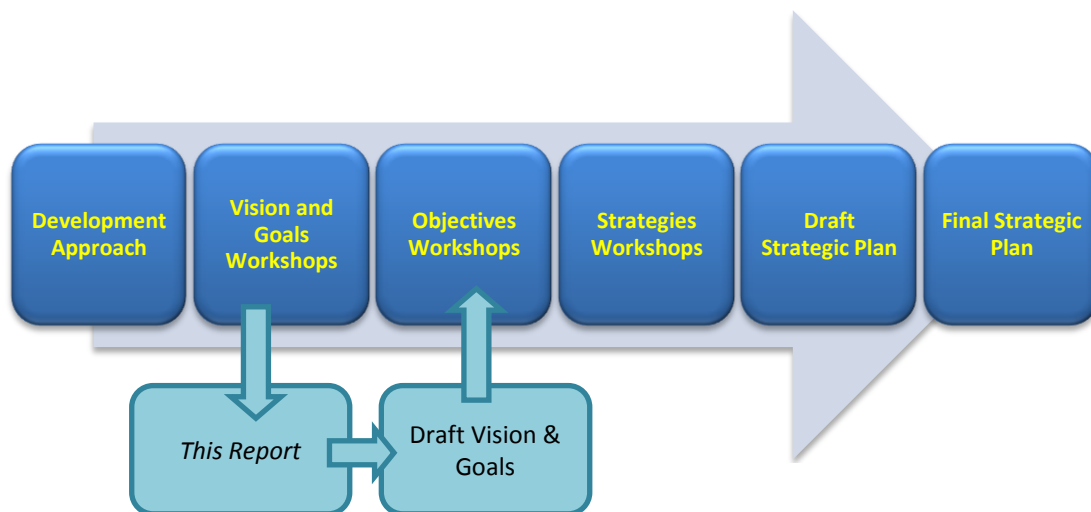 Development
Approach
Vision and
Goals
Workshops
Objectives
Workshops
Strategies
Workshops
Draft
Strategic Plan
Final Strategic
Plan
This Report
Draft Vision &
Goals